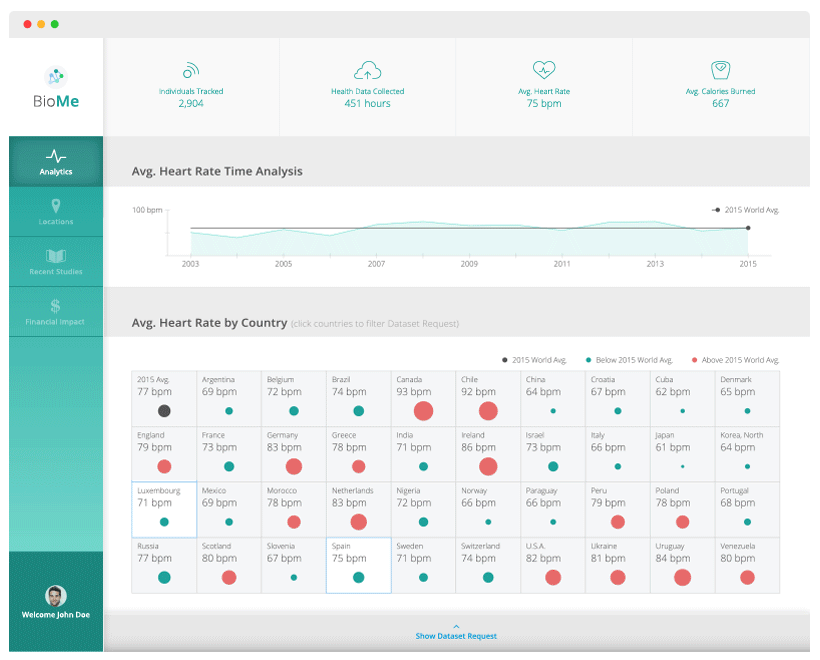 BioMe
Individuals Tracked
2,904
Health Data Collected
451 hours
Avg. Heart Rate
75 bpm
Avg. Calories Burned
667
Analytics
Locations
Recent Studies
Financial Impact
Welcome John Doe
Avg. Heart Rate Time Analysis
100 bpm
2015 World Avg.
2003 2005 2007 2009 2011 2013 2015
Avg. Heart Rate by Country (click countries to filter Dataset Request)
2015 World Avg. Below 2015 World Avg. Above 2015 World Avg.
2015 Avg. Argentina Belgium Brazil Canada Chile China Croatia Cuba Denmark
77 bpm 69 bpm 72 bpm 74 bpm 93 bpm 92 bpm 64 bpm 67 bpm 62 bpm 65 bpm
England France Germany Greece India Ireland Israel Italy Japan Korea, North
79 bpm 73 bpm 83 bpm 78 bpm 71 bpm 86 bpm 73 bpm 66 bpm 61 bpm 64 bpm
Luxembourg Mexico Morocco Netherlands Nigeria Norway Paraguay Peru Poland Portugal
71 bpm 69 bpm 78 bpm 83 bpm 72 bpm 66 bpm 66 bpm 79 bpm 78 bpm 68 bpm
Russia Scotland Slovenia Spain Sweden Switzerland U.S.A. Ukraine Uruguay Venezuela
77 bpm 80 bpm 67 bpm 75 bpm 71 bpm 74 bpm 82 bpm 81 bpm 84 bpm 80 bpm
Show Dataset Request